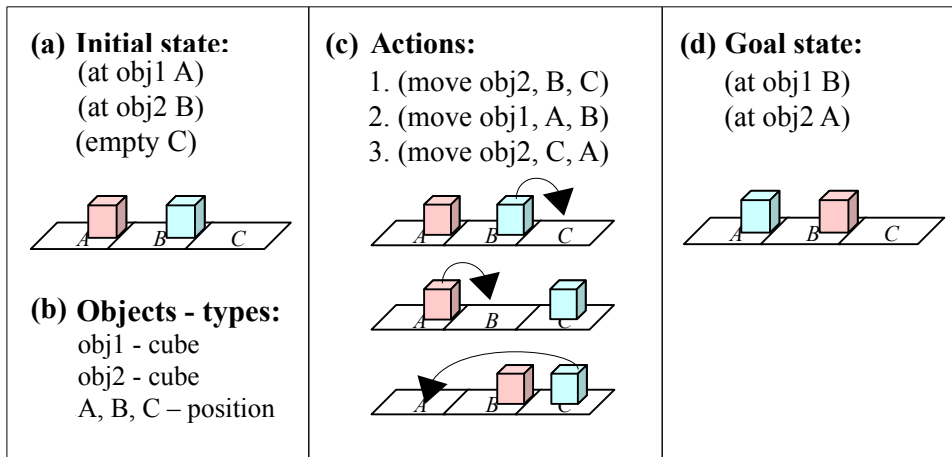 (a) Initial state:
(at obj1 A)
(at obj2 B)
(empty C)
A B C
(b) Objects - types:
obj1 - cube
obj2 - cube
A, B, C – position
(c) Actions:
1. (move obj2, B, C)
2. (move obj1, A, B)
3. (move obj2, C, A)
A B C
A B C
A B C
(d) Goal state:
(at obj1 B)
(at obj2 A)
A B C